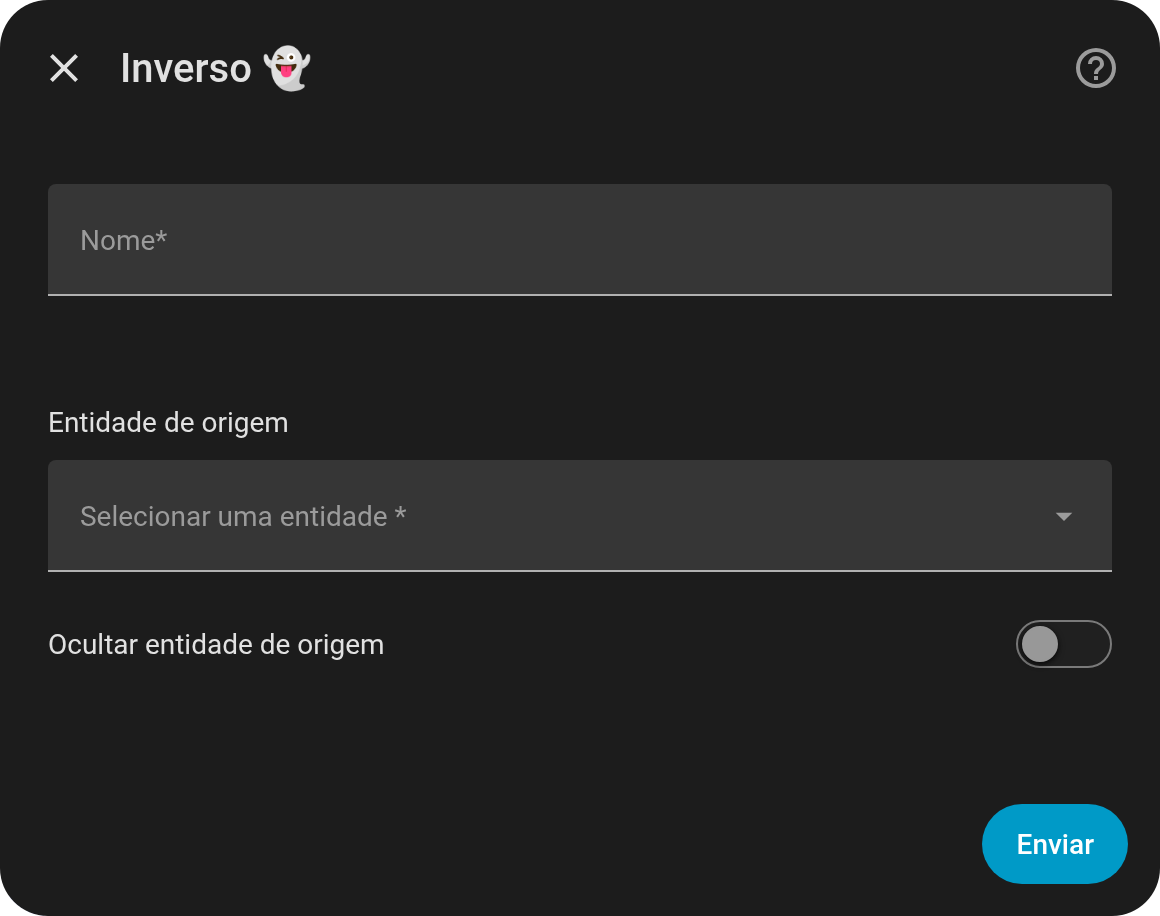 Inverso 👻
Nome*
Entidade de origem
Selecionar uma entidade *
Ocultar entidade de origem
Enviar